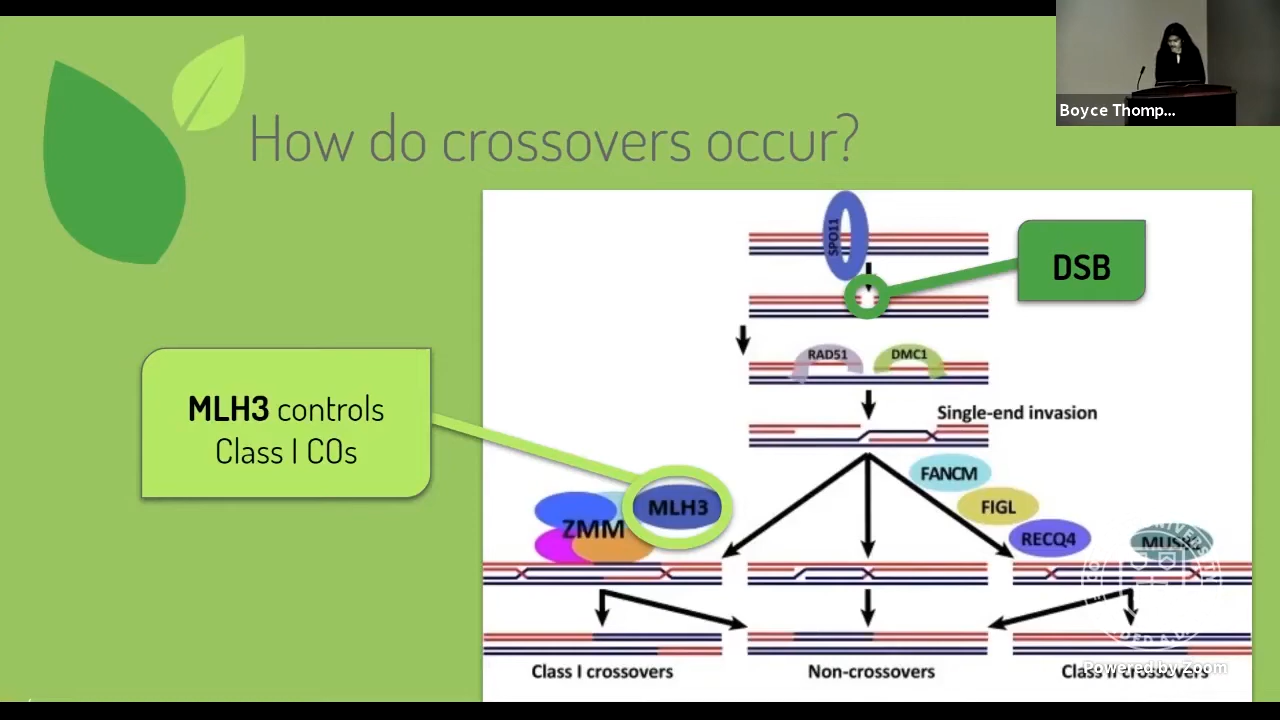 Boyce Thomp...
How do crossovers occur?
SPO11
DSB
RAD51
DMC1
Single-end invasion
MLH3 controls
Class I COs
FANCM
FIGL
MLH3
ZMM
RECQ4
Class I crossovers
Non-crossovers
Class II crossovers
Powered by Zoom